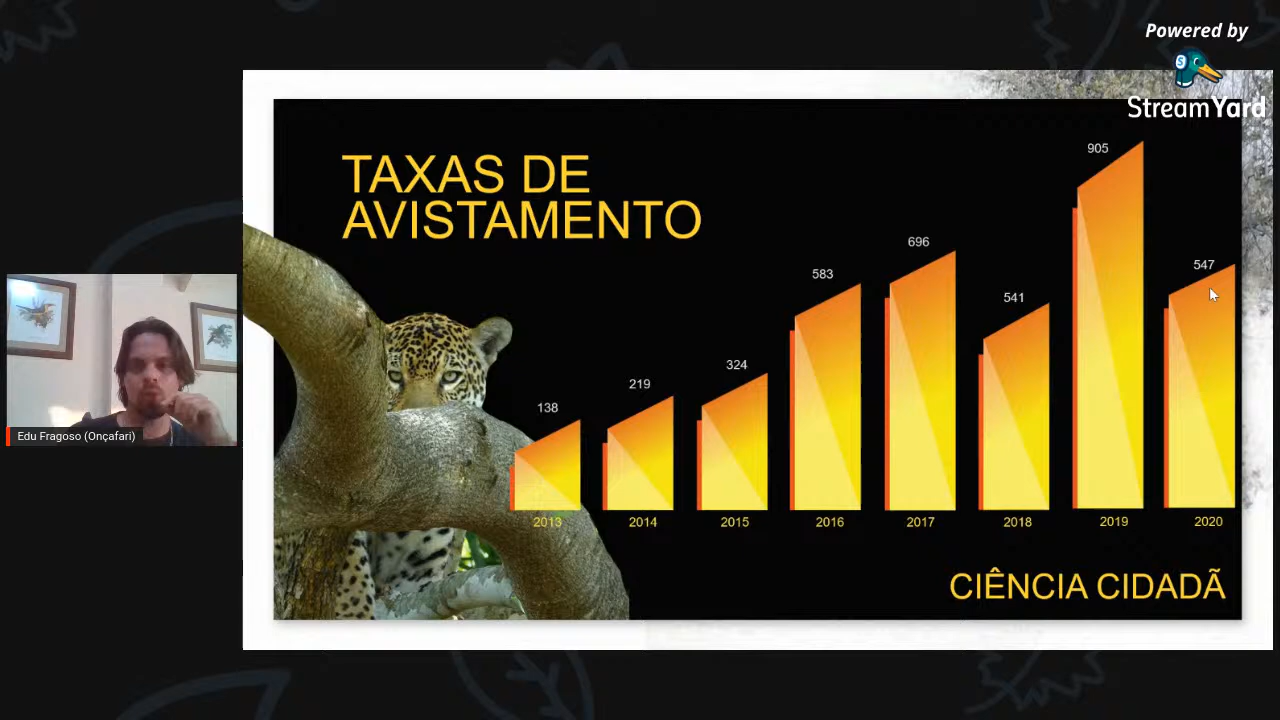 Powered by
StreamYard
TAXAS DE
AVISTAMENTO
905
696
547
583
541
324
219
138
2013 2014 2015 2016 2017 2018 2019 2020
CIÊNCIA CIDADÃ
Edu Fragoso (Onçafari)